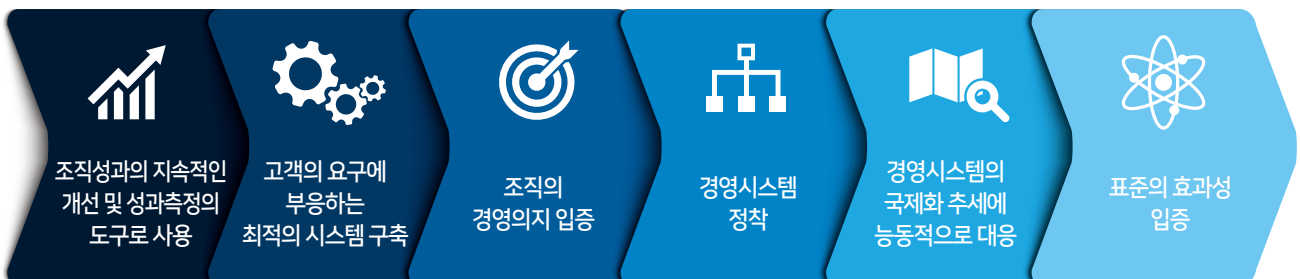 조직성과의 지속적인
개선 및 성과측정의
도구로 사용
고객의 요구에
부응하는
최적의 시스템 구축
조직의
경영의지 입증
경영시스템
정착
경영시스템의
국제화 추세에
능동적으로 대응
표준의 효과성
입증